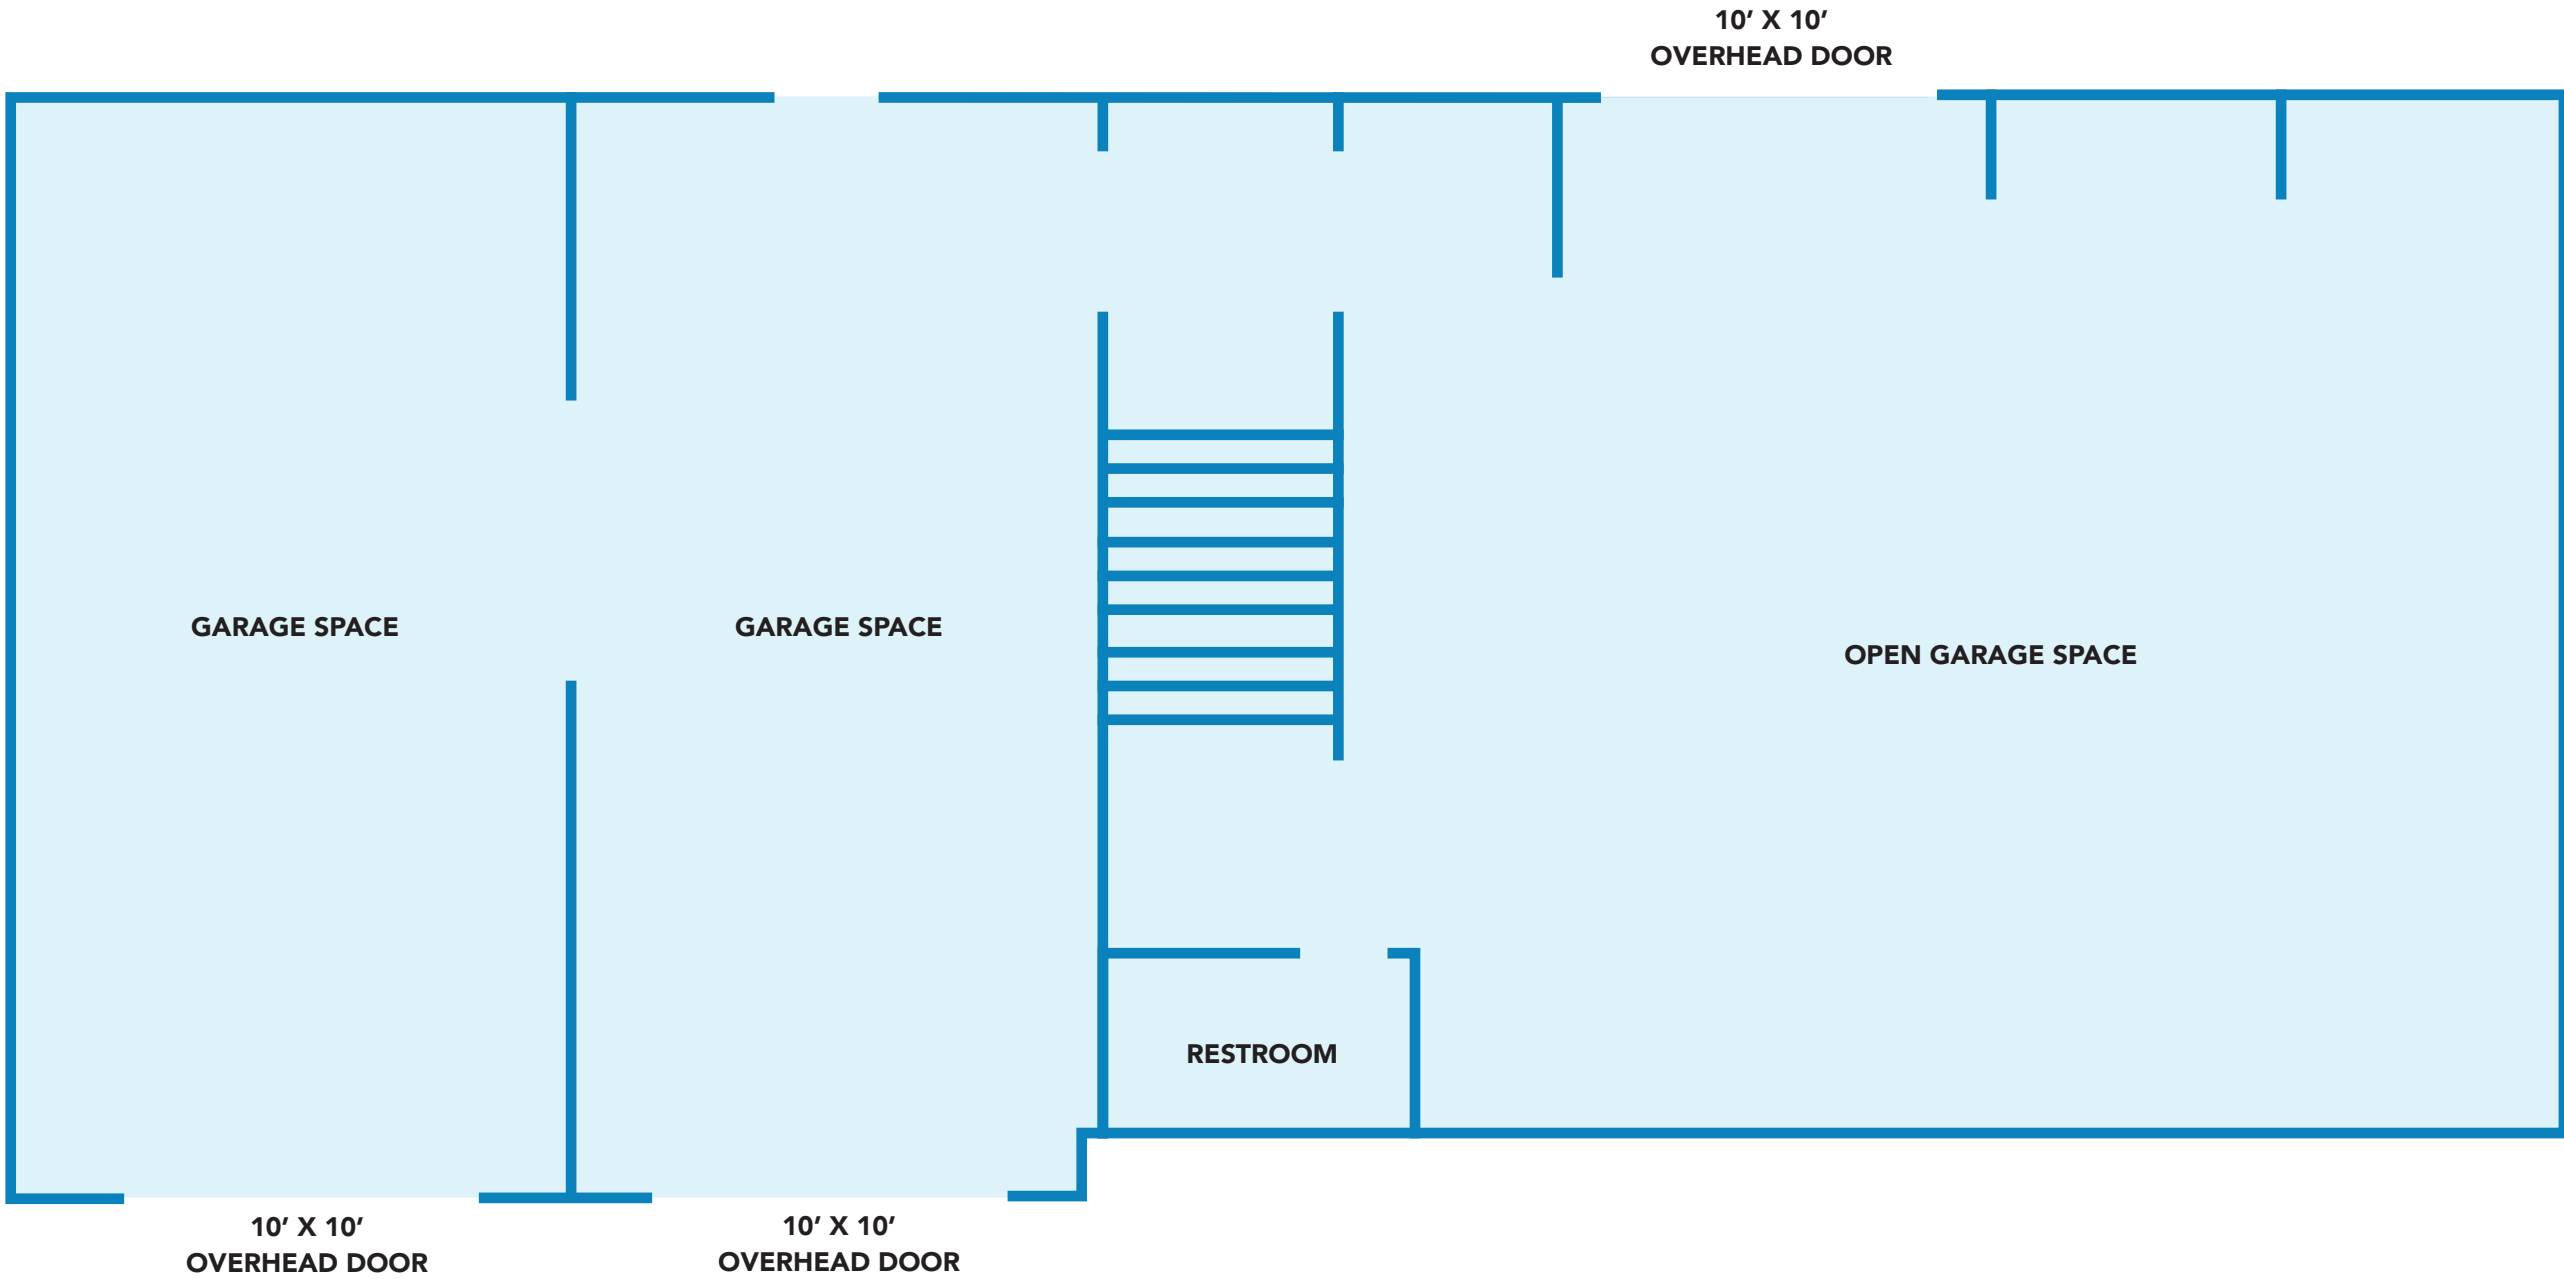 10’ X 10’
OVERHEAD DOOR
GARAGE SPACE
GARAGE SPACE
OPEN GARAGE SPACE
RESTROOM
10’ X 10’
OVERHEAD DOOR
10’ X 10’
OVERHEAD DOOR